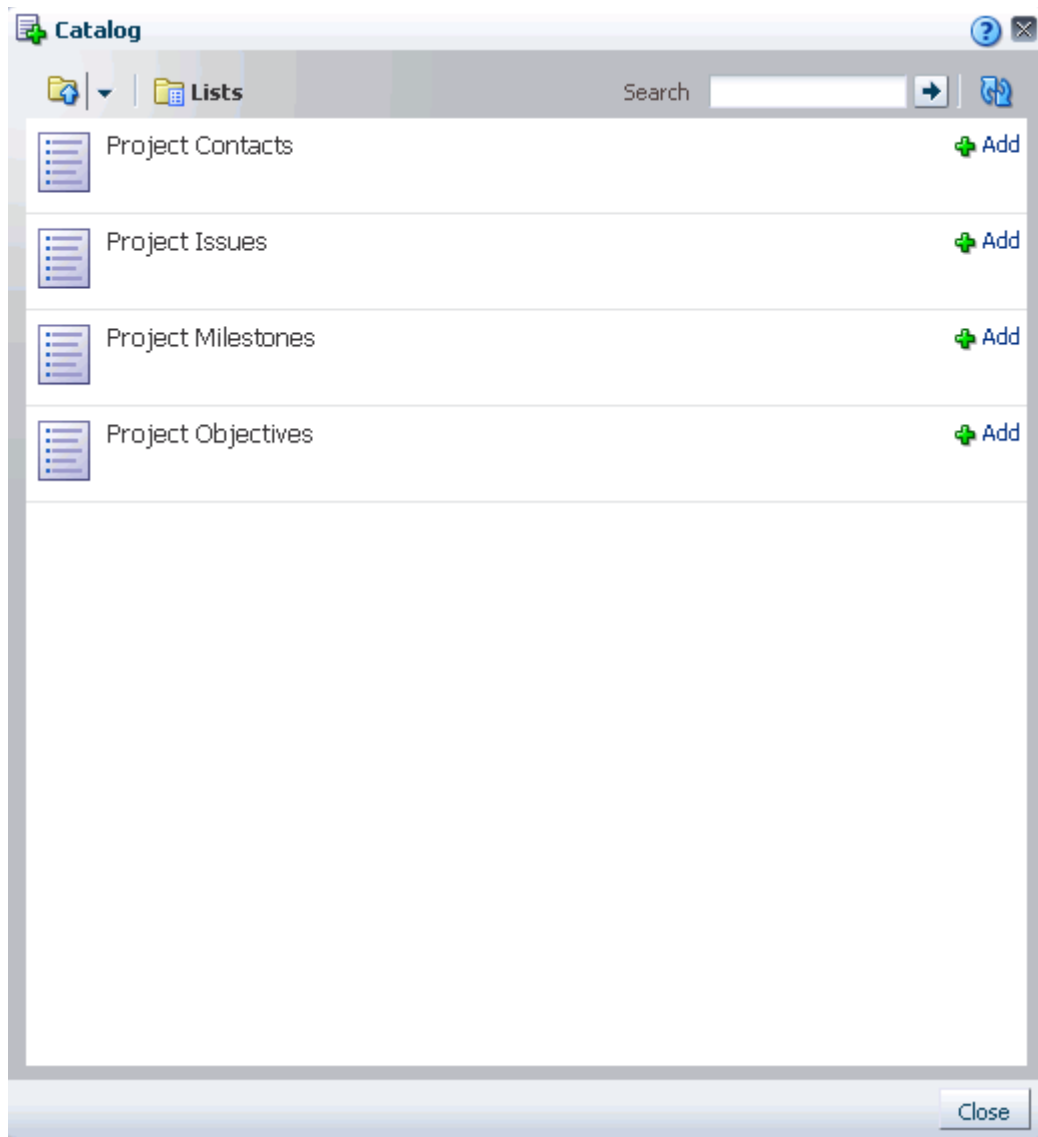 Catalog
Lists Search
Project Contacts Add
Project Issues Add
Project Milestones Add
Project Objectives Add
Close